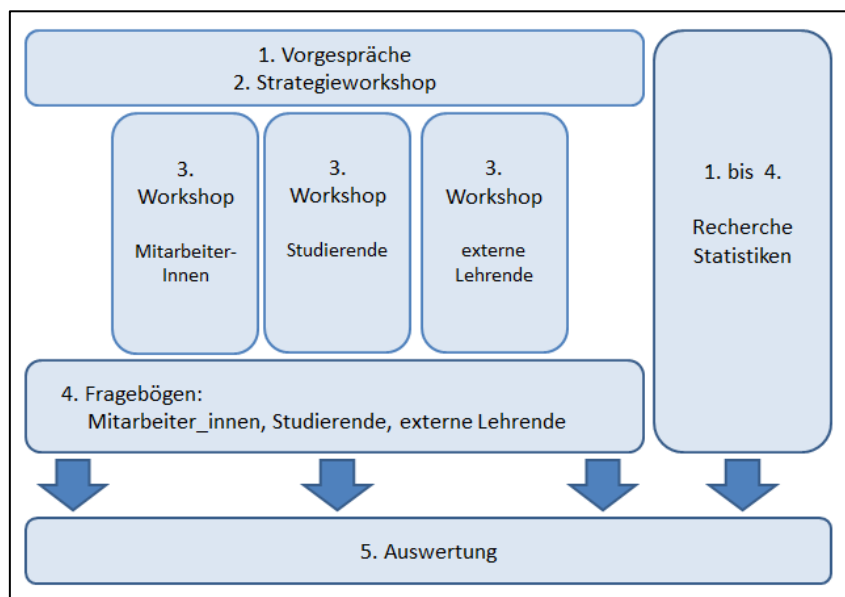 1. Vorgespräche
2. Strategieworkshop
3.
Workshop
Mitarbeiter-
Innen
3.
Workshop
Studierende
3.
Workshop
externe
Lehrende
1. bis 4.
Recherche
Statistiken
4. Fragebögen:
Mitarbeiter_innen, Studierende, externe Lehrende
5. Auswertung